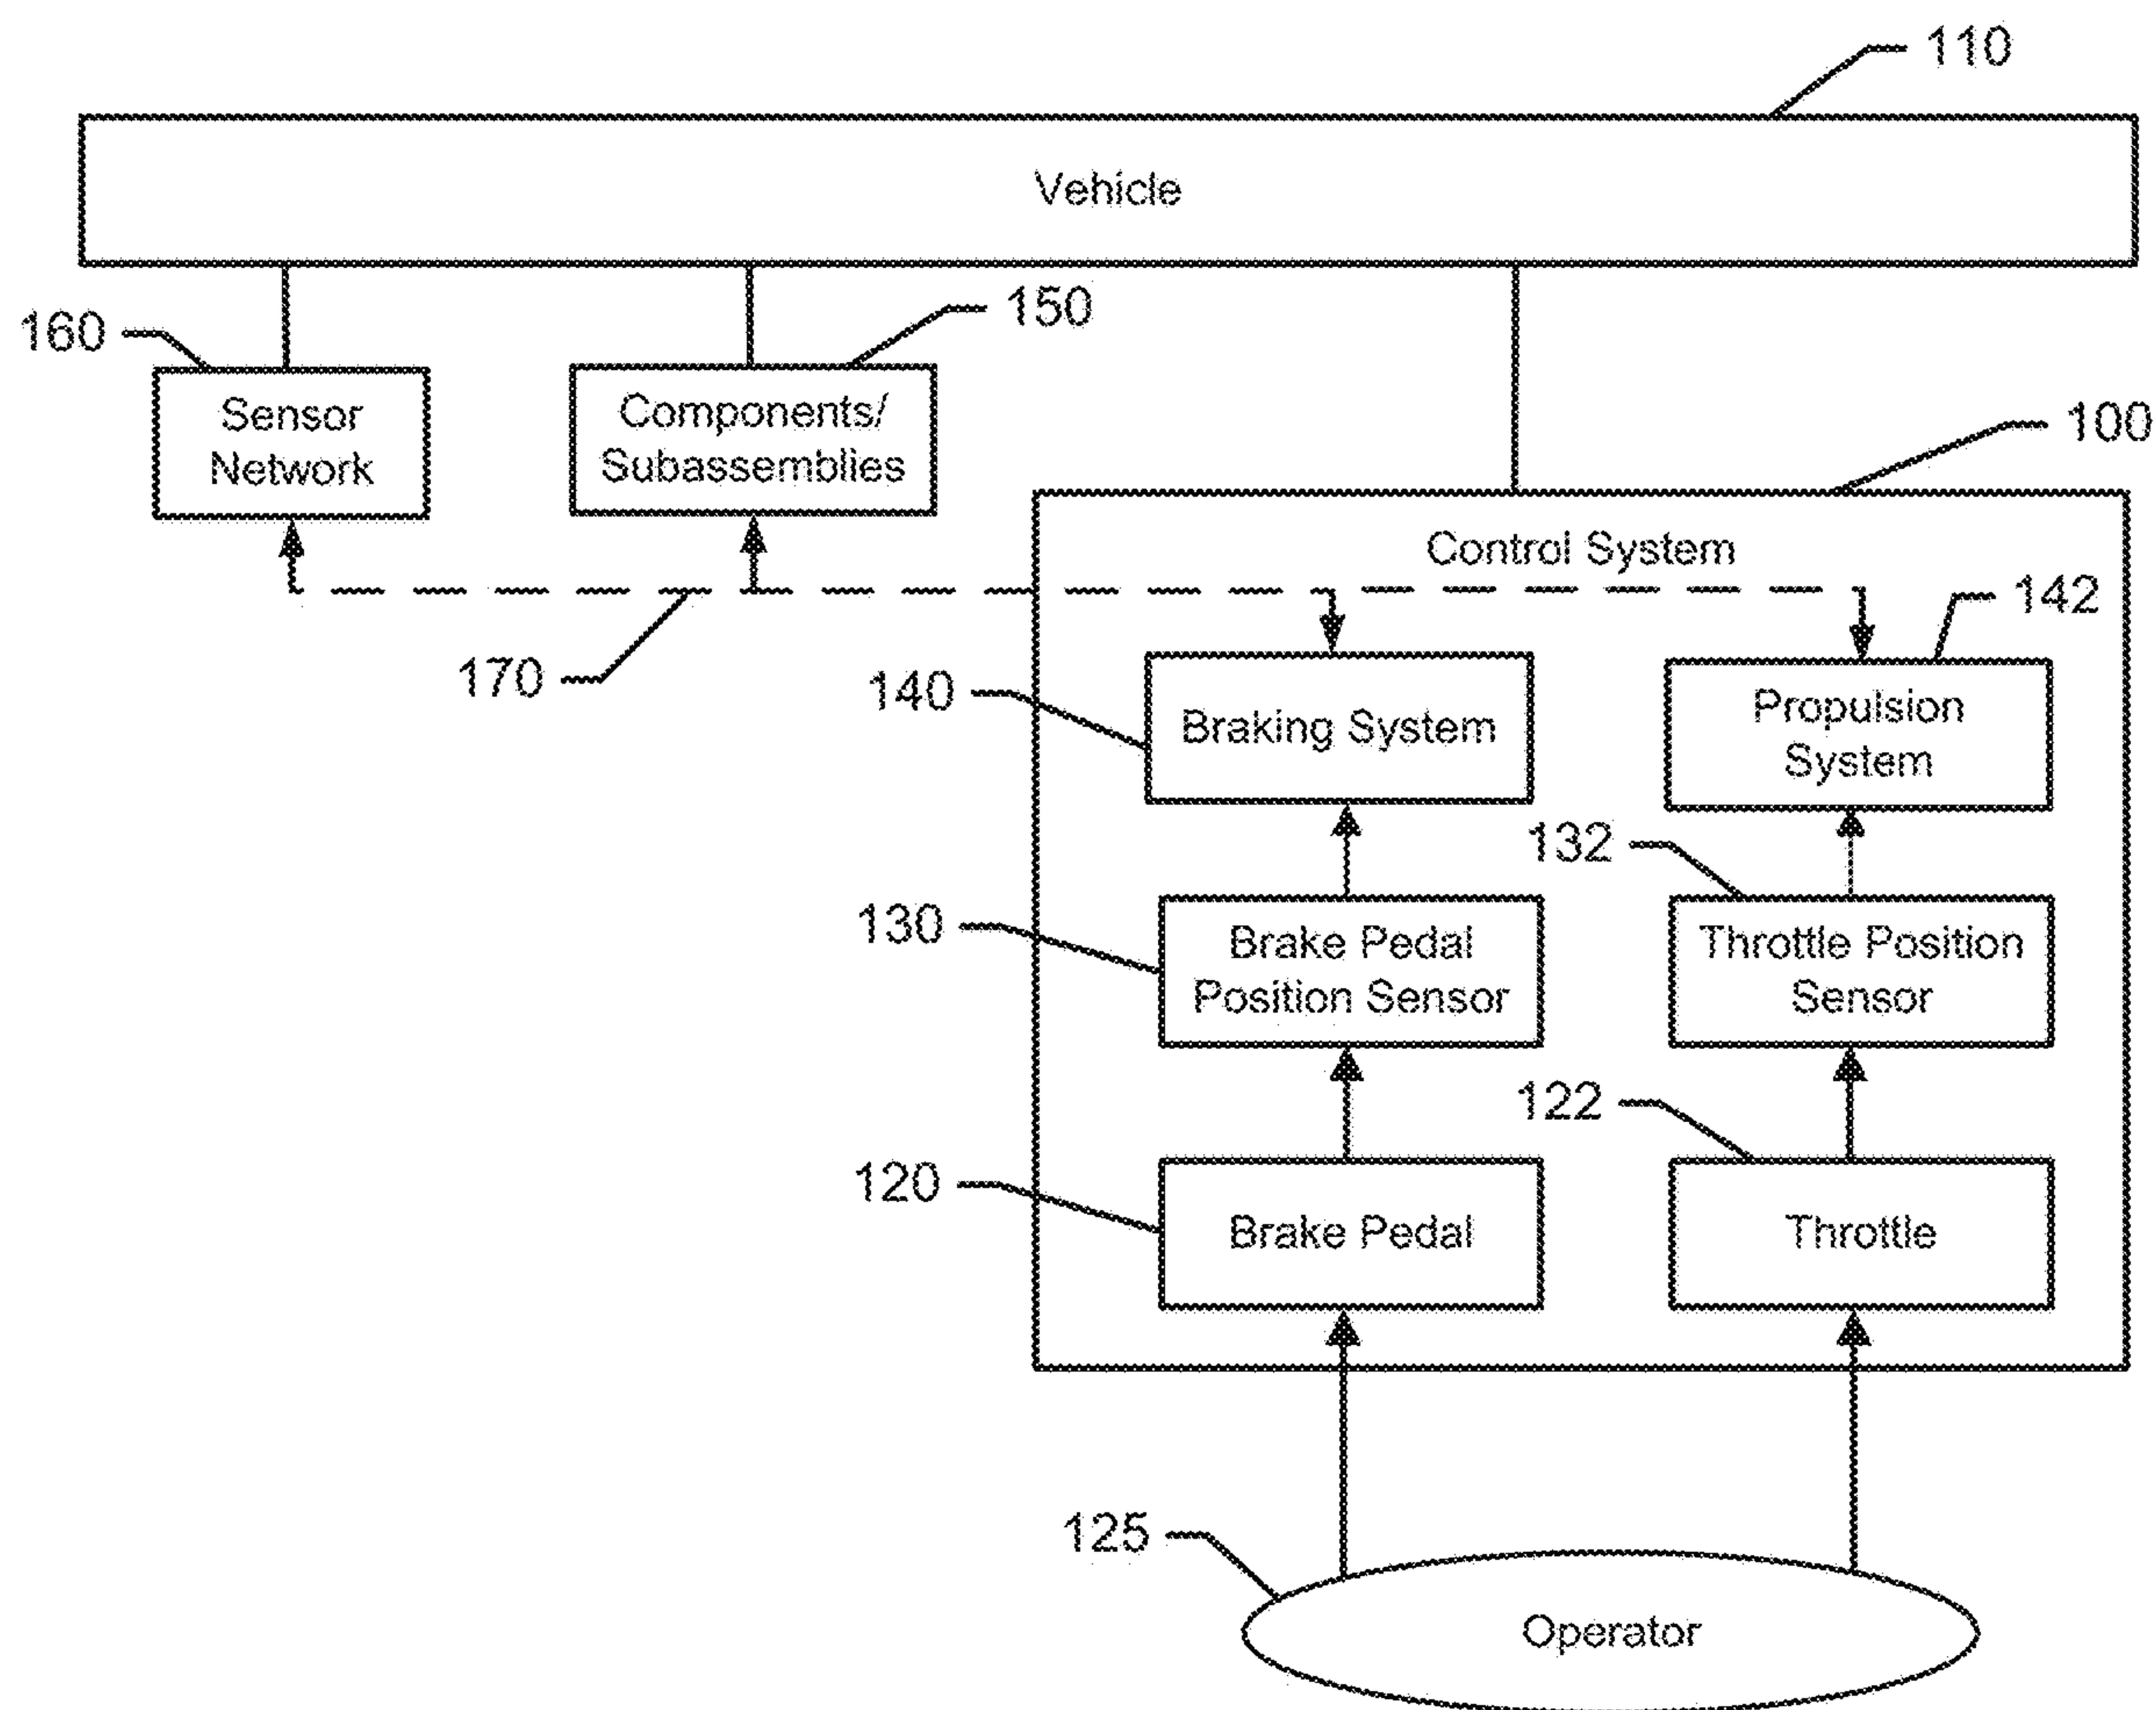 110
Vehicle
160
150
Sensor
Network
Components/
Subassemblies
100
Control System
170
142
140
Braking System
Propulsion
System
132
130
Brake Pedal
Position Sensor
Throttle Position
Sensor
122
120
Brake Pedal
Throttle
125
Operator